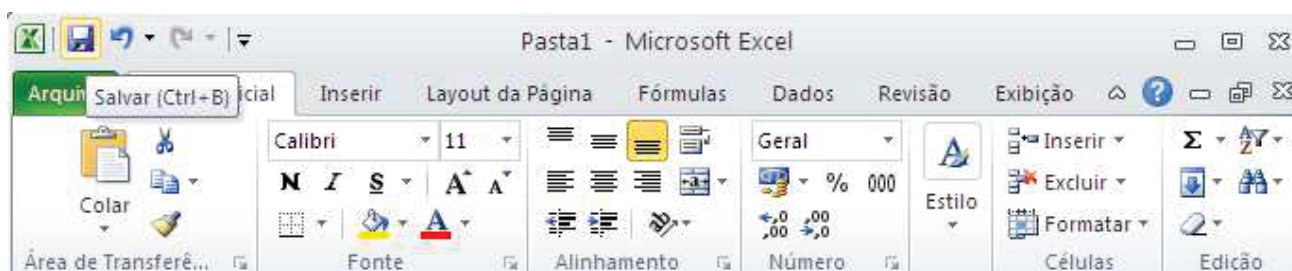 Pasta1 - Microsoft Excel
Arquiv icial Inserir Layout da Página Fórmulas Dados Revisão Exibição
Salvar (Ctrl+B)
Calibri 11 Geral Inserir
N I S A A % 000 Excluir
Colar Estilo
A Formatar
Área de Transferê... Fonte Alinhamento Número Células Edição